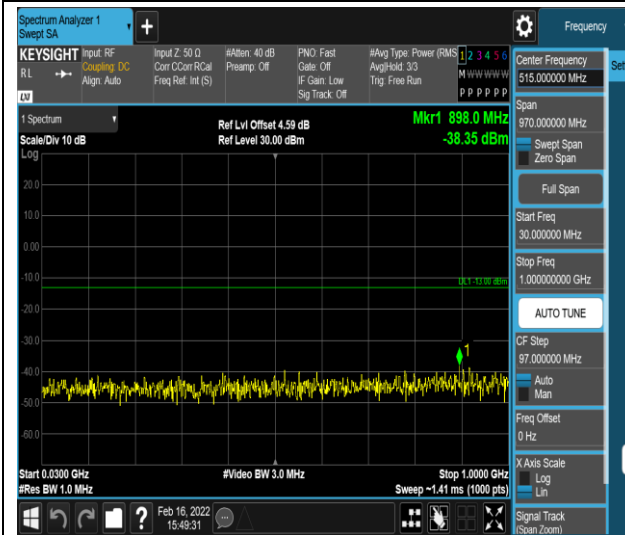 Spectrum Analyzer 1
Swept SA
+
Frequency
KEYSIGHT
RL
LXI
Input: RF
Coupling: DC
Align: Auto
Input Z: 50 Ω
Corr CCorr RCal
Freq Ref: Int (S)
#Atten: 40 dB
Preamp: Off
PNO: Fast
Gate: Off
IF Gain: Low
Sig Track: Off
#Avg Type: Power (RMS
Avg|Hold: 3/3
Trig: Free Run
1 2 3 4 5 6
M W W W W W
P P P P P P
1 Spectrum
Scale/Div 10 dB
Log
Ref Lvl Offset 4.59 dB
Ref Level 30.00 dBm
Mkr1 898.0 MHz
-38.35 dBm
20.0
10.0
0.00
-10.0
DL1 -13.00 dBm
-20.0
-30.0
1
-40.0
-50.0
-60.0
Start 0.0300 GHz
#Res BW 1.0 MHz
#Video BW 3.0 MHz
Stop 1.0000 GHz
Sweep ~1.41 ms (1000 pts)
?
Feb 16, 2022
15:49:31
Center Frequency
515.000000 MHz
Set
Span
970.000000 MHz
Swept Span
Zero Span
Full Span
Start Freq
30.000000 MHz
Stop Freq
1.000000000 GHz
AUTO TUNE
CF Step
97.000000 MHz
Auto
Man
Freq Offset
0 Hz
X Axis Scale
Log
Lin
Signal Track
(Span Zoom)